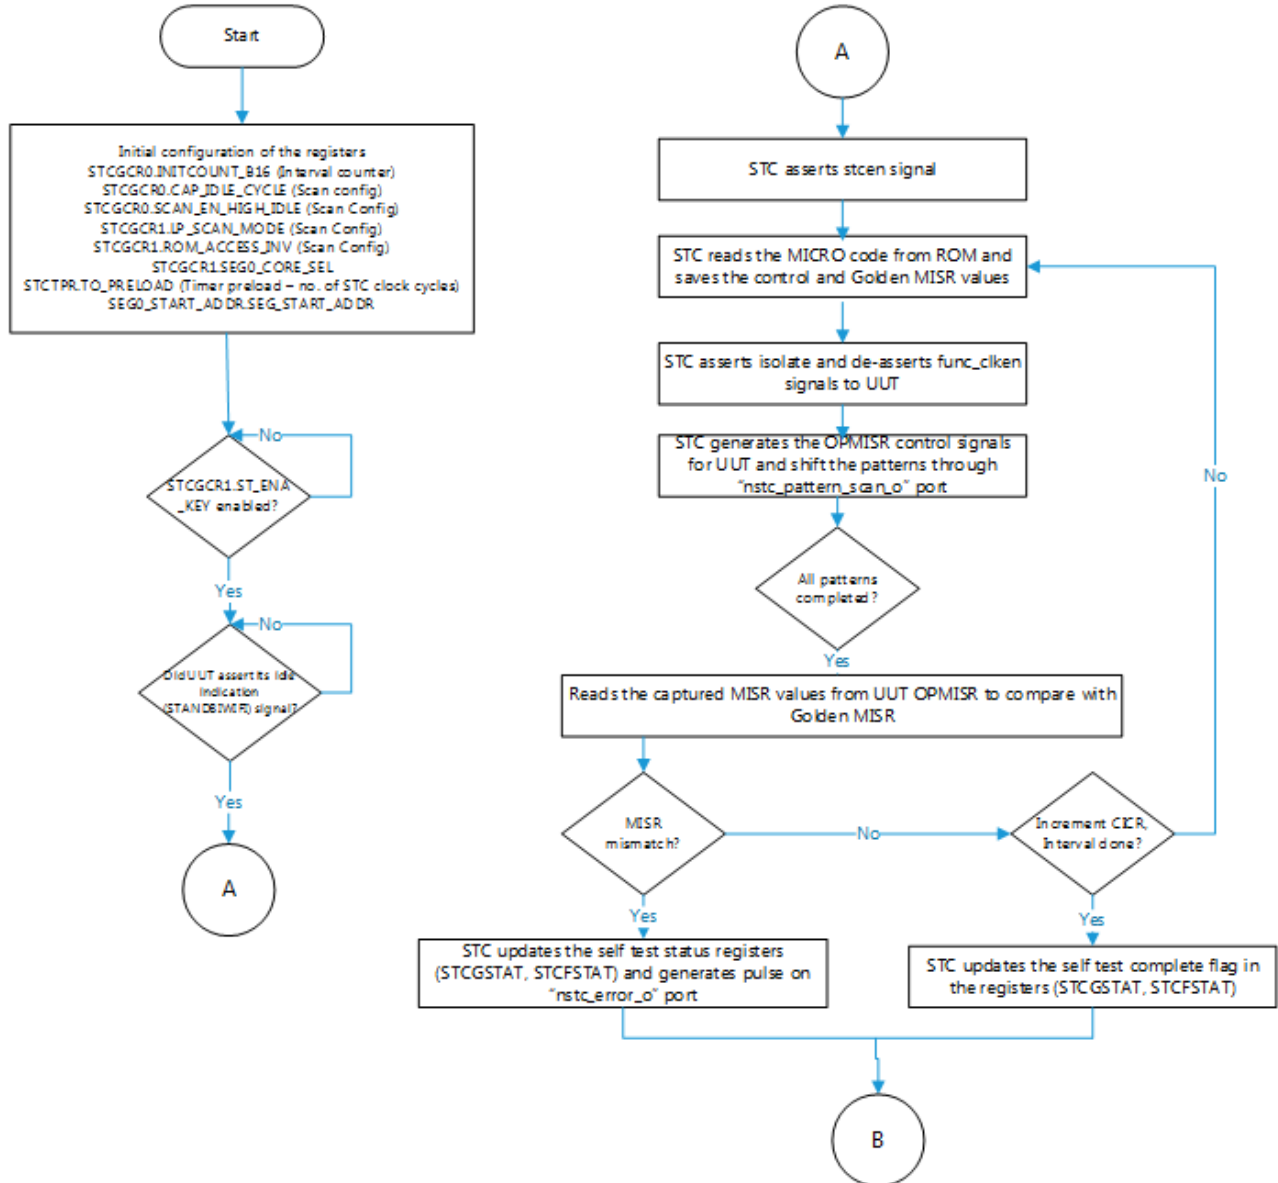 Start
Initial configuration of the registers
STCGCR0.INITCOUNT_B16 (Interval counter)
STCGCR0.CAP_IDLE_CYCLE (Scan config)
STCGCR0.SCAN_EN_HIGH_IDLE (Scan Config)
STCGCR1.LP_SCAN_MODE (Scan Config)
STCGCR1.ROM_ACCESS_INV (Scan Config)
STCGCR1.SEG0_CORE_SEL
STCTPR.TO_PRELOAD (Timer preload – no. of STC clock cycles)
SEG0_START_ADDR.SEG_START_ADDR
No
STCGCR1.ST_ENA
_KEY enabled?
Yes
No
Did UUT assert its Idle
Indication
(STANDBIWIFI) signal?
Yes
A
A
STC asserts stcen signal
STC reads the MICRO code from ROM and
saves the control and Golden MISR values
STC asserts isolate and de-asserts func_clken
signals to UUT
STC generates the OPMISR control signals
for UUT and shift the patterns through
“nstc_pattern_scan_o” port
No
All patterns
completed?
Yes
Reads the captured MISR values from UUT OPMISR to compare with
Golden MISR
MISR
mismatch?
No
Increment CICR,
Interval done?
Yes
Yes
STC updates the self test status registers
(STCGSTAT, STCFSTAT) and generates pulse on
“nstc_error_o” port
STC updates the self test complete flag in
the registers (STCGSTAT, STCFSTAT)
B